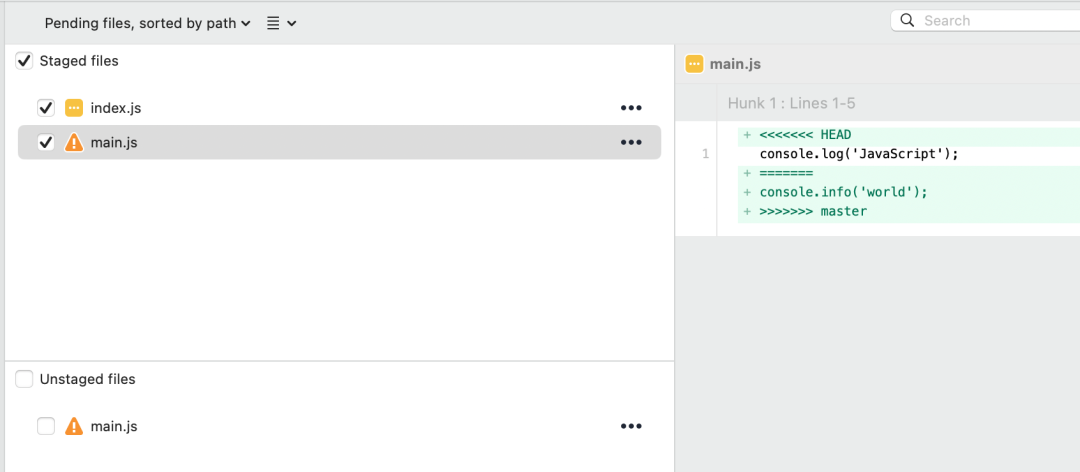 Pending files, sorted by path
Search
Staged files
index.js
main.js
Unstaged files
main.js
main.js
Hunk 1 : Lines 1-5
+ <<<<<<< HEAD
1 console.log('JavaScript');
+ =======
+ console.info('world');
+ >>>>>>> master